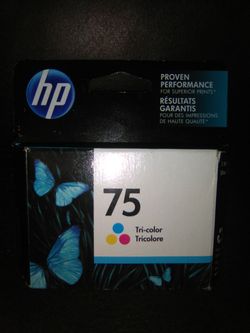 hp
PROVEN
PERFORMANCE
FOR SUPERIOR PRINTS*
RÉSULTATS
GARANTIS
POUR DES IMPRESSIONS
DE HAUTE QUALITÉ*
75
Tri-color
Tricolore